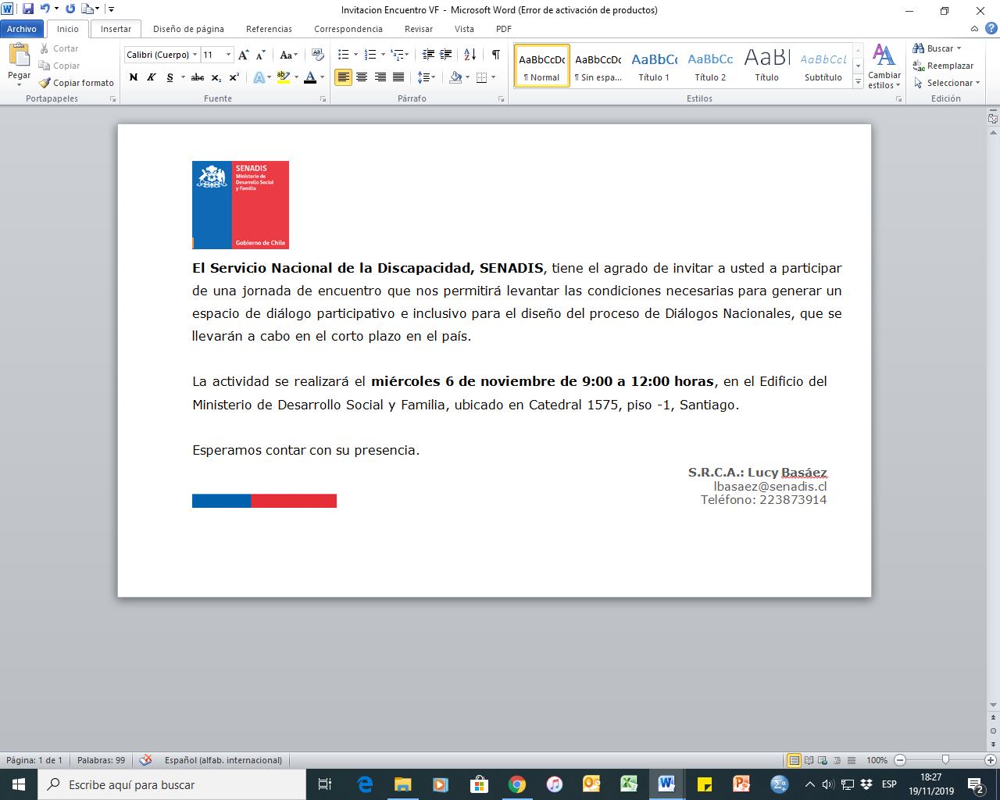 Invitacion Encuentro VF - Microsoft Word (Error de activación de productos)
Archivo Inicio Insertar Diseño de página Referencias Correspondencia Revisar Vista PDF
Pegar
Cortar
Copiar
Copiar formato
Portapapeles
Calibri (Cuerpo) 11
Fuente
Párrafo
AaBbCcDc AaBbCcDc AaBbCc AaBbCc AaBl AaBbCcL
¶ Normal ¶ Sin espa... Título 1 Título 2 Título Subtítulo
Estilos
Cambiar
estilos
Buscar
Reemplazar
Seleccionar
Edición
SENADIS
Ministerio de
Desarrollo Social
y Familia
Gobierno de Chile
El Servicio Nacional de la Discapacidad, SENADIS, tiene el agrado de invitar a usted a participar
de una jornada de encuentro que nos permitirá levantar las condiciones necesarias para generar un
espacio de diálogo participativo e inclusivo para el diseño del proceso de Diálogos Nacionales, que se
llevarán a cabo en el corto plazo en el país.
La actividad se realizará el miércoles 6 de noviembre de 9:00 a 12:00 horas, en el Edificio del
Ministerio de Desarrollo Social y Familia, ubicado en Catedral 1575, piso -1, Santiago.
Esperamos contar con su presencia.
S.R.C.A.: Lucy Basáez
lbasaez@senadis.cl
Teléfono: 223873914
Página: 1 de 1 Palabras: 99 Español (alfab. internacional) 100%
Escribe aquí para buscar
ESP
18:27
19/11/2019
2